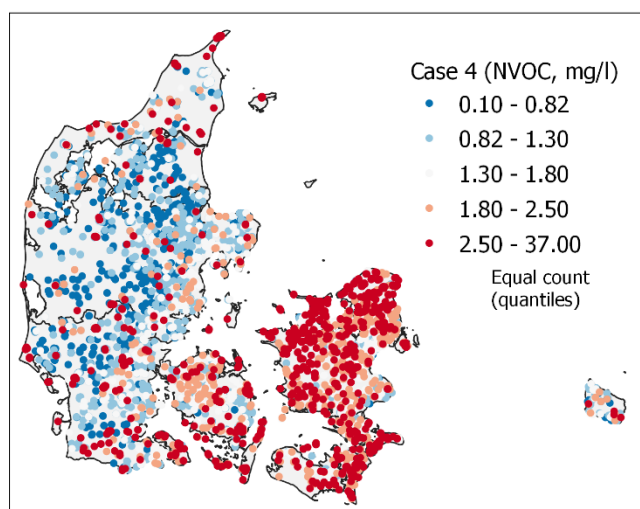 Case 4 (NVOC, mg/l)
0.10 - 0.82
0.82 - 1.30
1.30 - 1.80
1.80 - 2.50
2.50 - 37.00
Equal count
(quantiles)